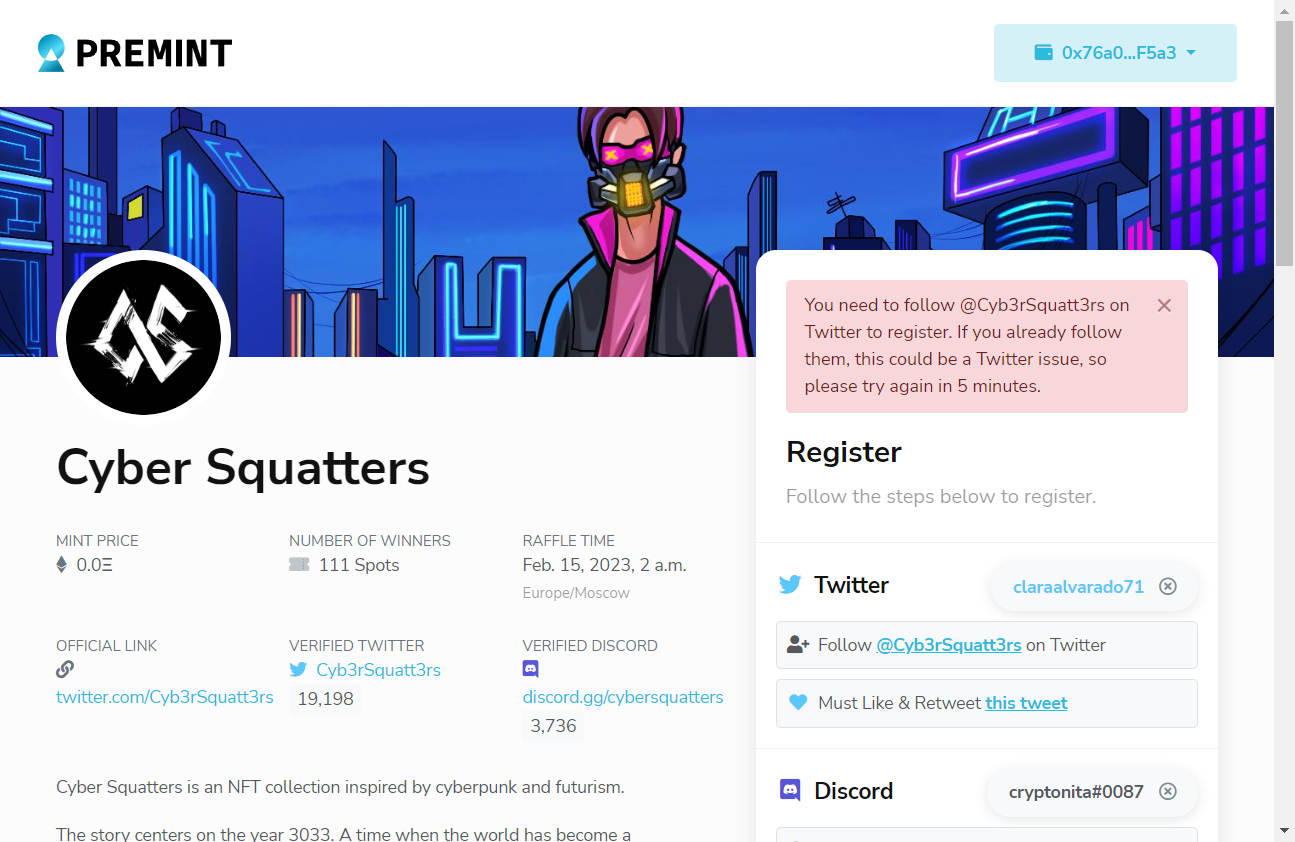 PREMINT
0x76a0...F5a3
You need to follow @Cyb3rSquatt3rs on
Twitter to register. If you already follow
them, this could be a Twitter issue, so
please try again in 5 minutes.
Cyber Squatters
MINT PRICE
0.0Ξ
NUMBER OF WINNERS
111 Spots
RAFFLE TIME
Feb. 15, 2023, 2 a.m.
Europe/Moscow
OFFICIAL LINK
twitter.com/Cyb3rSquatt3rs
VERIFIED TWITTER
Cyb3rSquatt3rs
19,198
VERIFIED DISCORD
discord.gg/cybersquatters
3,736
Cyber Squatters is an NFT collection inspired by cyberpunk and futurism.
The story centers on the year 3033. A time when the world has become a
Register
Follow the steps below to register.
Twitter
claraalvarado71
Follow @Cyb3rSquatt3rs on Twitter
Must Like & Retweet this tweet
Discord
cryptonita#0087